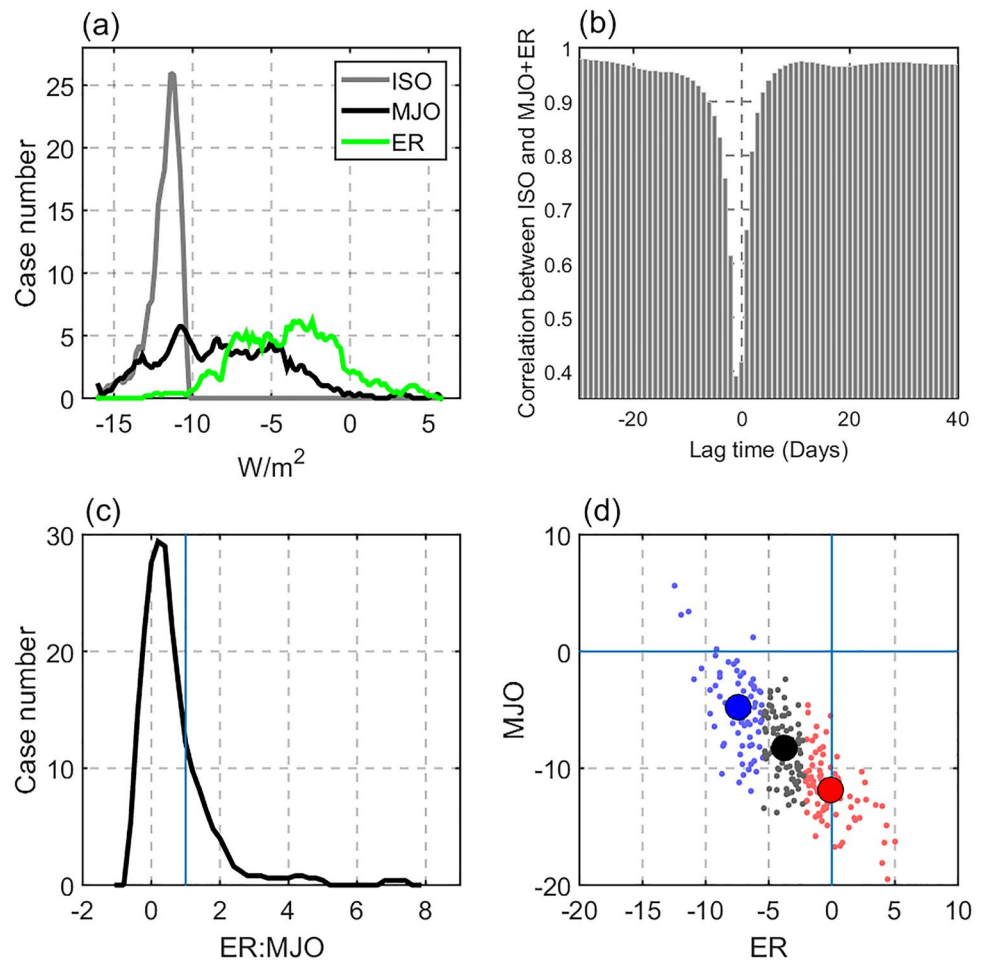 (a)
Case number
25
20
15
10
5
0
-15
-10
-5
0
5
W/m²
ISO
MJO
ER
(b)
Correlation between ISO and MJO+ER
1
0.9
0.8
0.7
0.6
0.5
0.4
-20
0
20
40
Lag time (Days)
(c)
Case number
30
20
10
0
-2
0
2
4
6
8
ER:MJO
(d)
MJO
10
0
-10
-20
-20
-15
-10
-5
0
5
10
ER